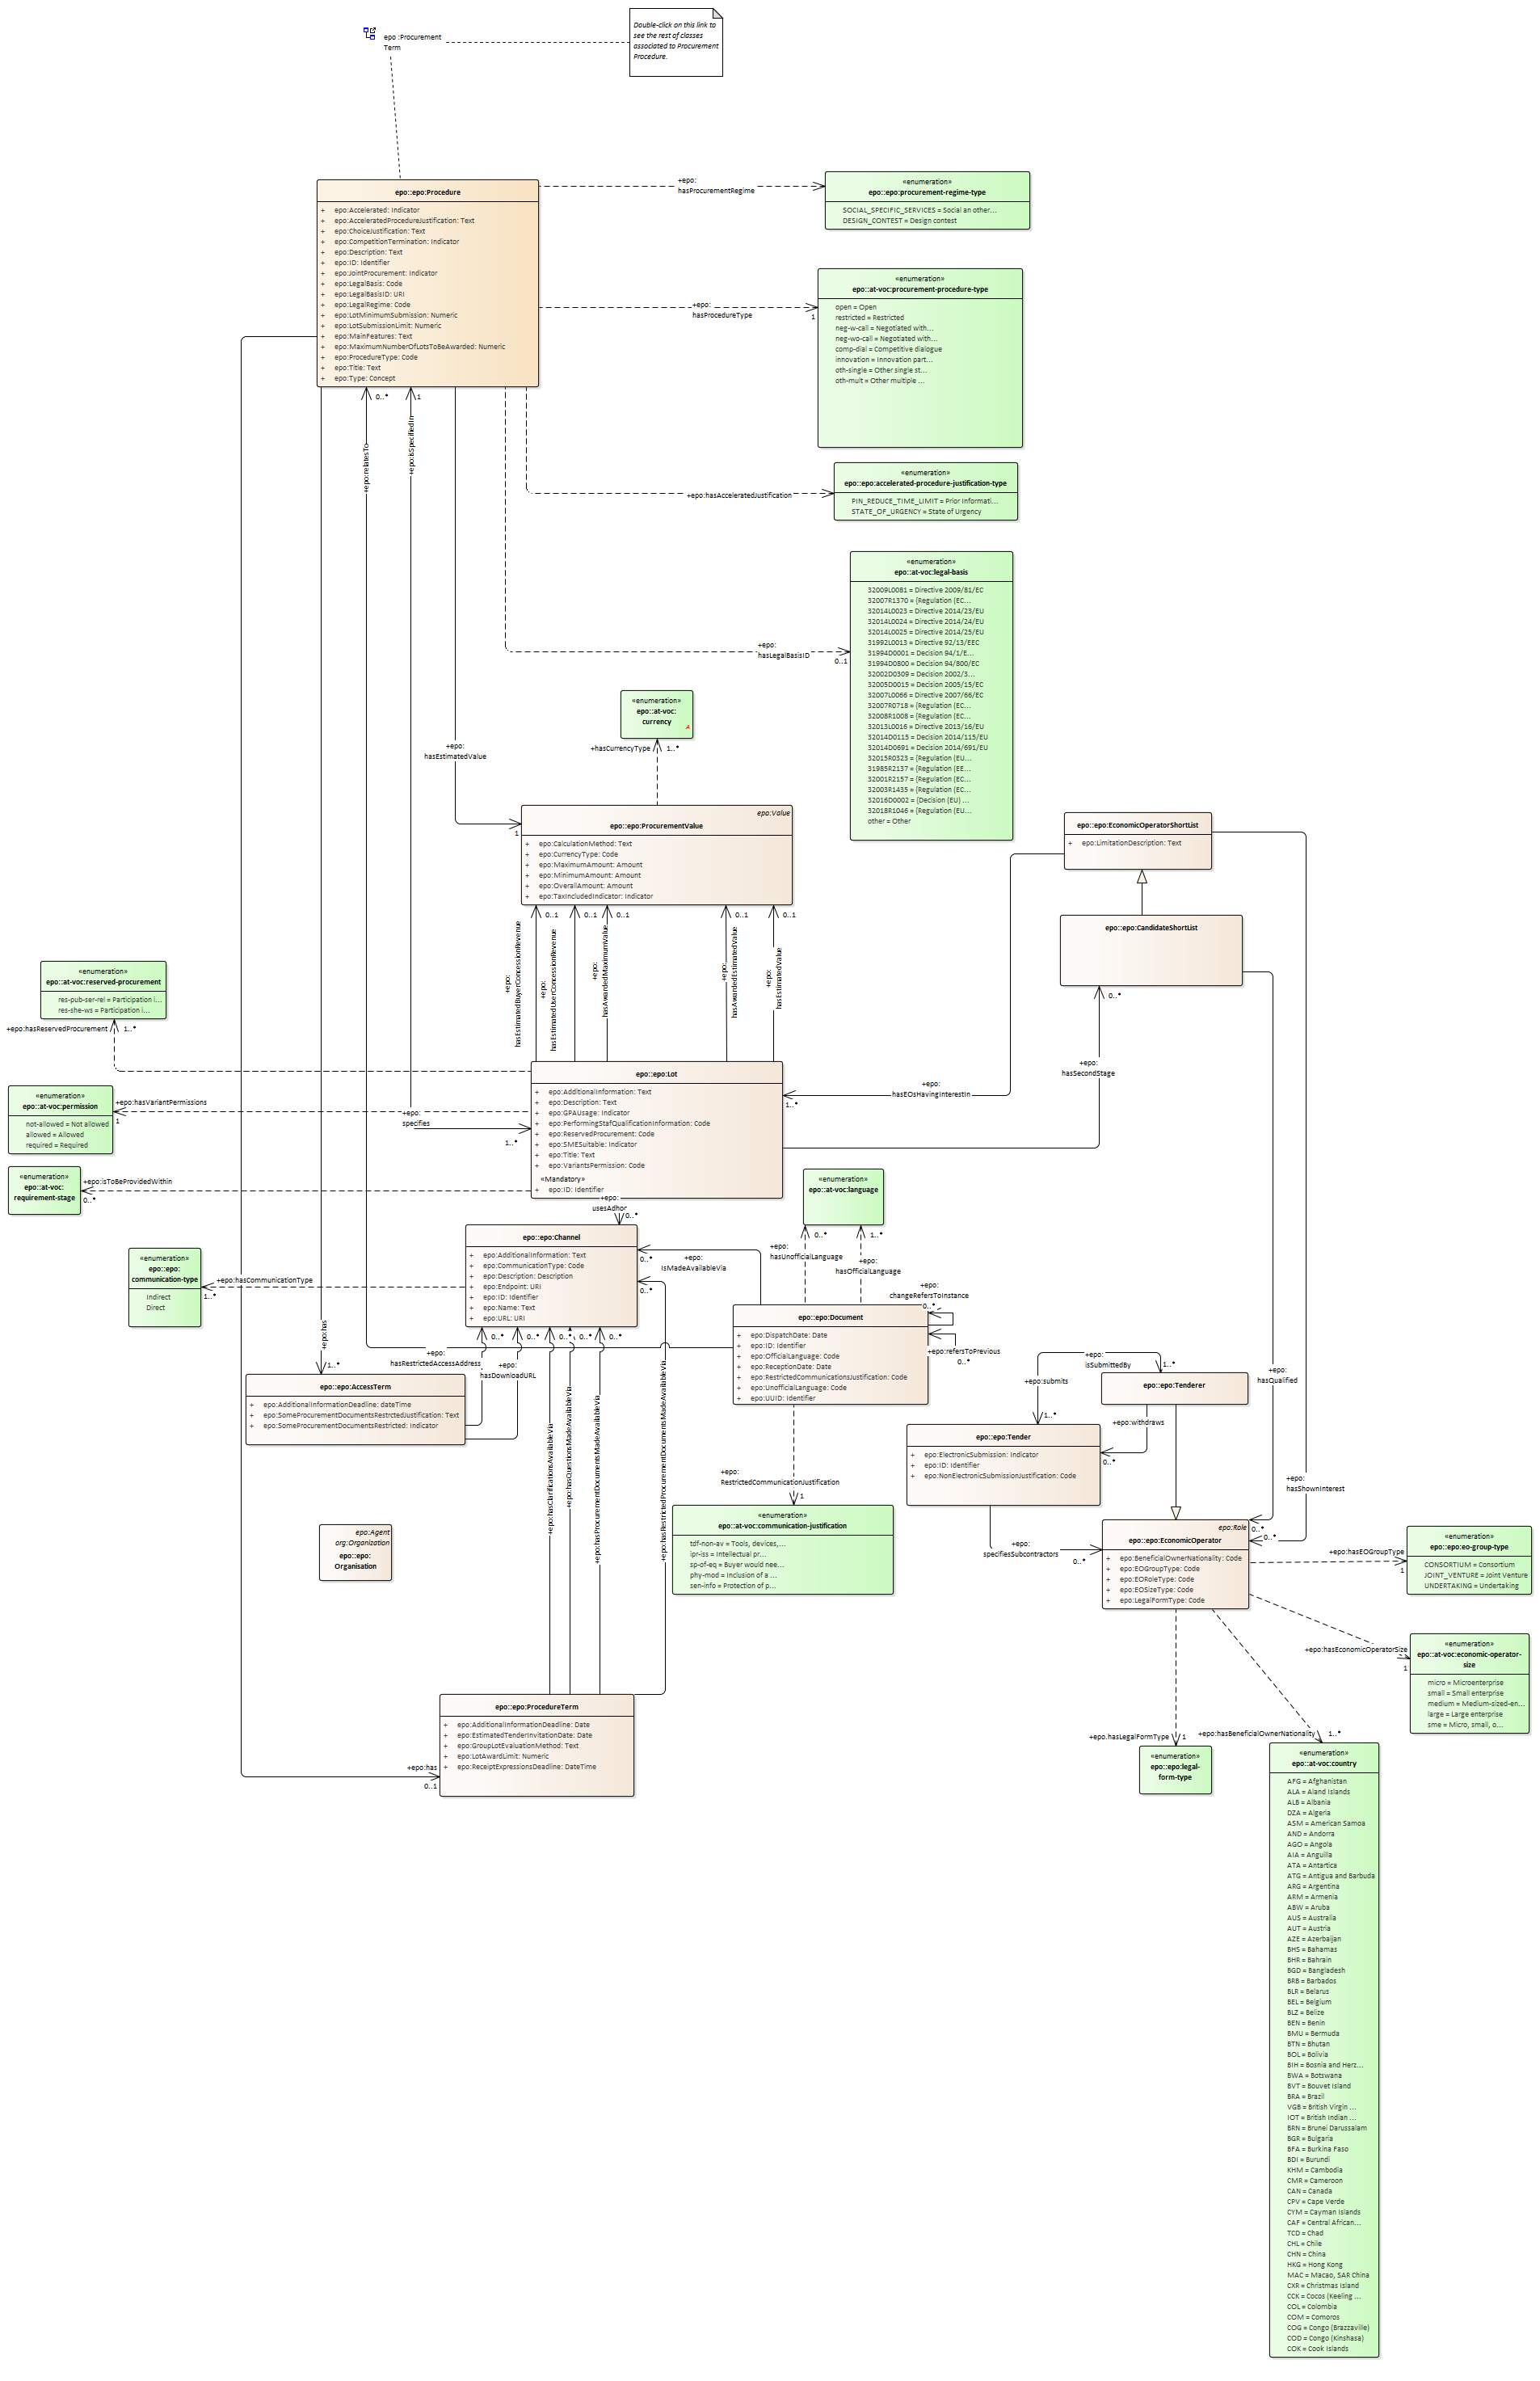 epo :Procurement
Term
Double-click on this link to
see the rest of classes
associated to Procurement
Procedure.
epo::epo:Procedure
+ epo:Accelerated: Indicator
+ epo:AcceleratedProcedureJustification: Text
+ epo:ChoiceJustification: Text
+ epo:CompetitionTermination: Indicator
+ epo:Description: Text
+ epo:ID: Identifier
+ epo:JointProcurement: Indicator
+ epo:LegalBasis: Code
+ epo:LegalBasisID: URI
+ epo:LegalRegime: Code
+ epo:LotMinimumSubmission: Numeric
+ epo:LotSubmissionLimit: Numeric
+ epo:MainFeatures: Text
+ epo:MaximumNumberOfLotsToBeAwarded: Numeric
+ epo:ProcedureType: Code
+ epo:Title: Text
+ epo:Type: Concept
+epo:
hasProcurementRegime
«enumeration»
epo::epo:procurement-regime-type
SOCIAL_SPECIFIC_SERVICES = Social an other...
DESIGN_CONTEST = Design contest
+epo:
hasProcedureType
1
«enumeration»
epo::at-voc:procurement-procedure-type
open = Open
restricted = Restricted
neg-w-call = Negotiated with...
neg-wo-call = Negotiated with...
comp-dial = Competitive dialogue
innovation = Innovation part...
oth-single = Other single st...
oth-mult = Other multiple ...
0..*
1
+epo:relatesTo
+epo:isSpecifiedIn
+epo:hasAcceleratedJustification
«enumeration»
epo::epo:accelerated-procedure-justification-type
PIN_REDUCE_TIME_LIMIT = Prior Informati...
STATE_OF_URGENCY = State of Urgency
+epo:
hasLegalBasisID
0..1
«enumeration»
epo::at-voc:legal-basis
32009L0081 = Directive 2009/81/EC
32007R1370 = (Regulation (EC...
32014L0023 = Directive 2014/23/EU
32014L0024 = Directive 2014/24/EU
32014L0025 = Directive 2014/25/EU
31992L0013 = Directive 92/13/EEC
31994D0001 = Decision 94/1/E...
31994D0800 = Decision 94/800/EC
32002D0309 = Decision 2002/3...
32005D0015 = Decision 2005/15/EC
32007L0066 = Directive 2007/66/EC
32007R0718 = (Regulation (EC...
32008R1008 = (Regulation (EC...
32013L0016 = Directive 2013/16/EU
32014D0115 = Decision 2014/115/EU
32014D0691 = Decision 2014/691/EU
32015R0323 = (Regulation (EU...
31985R2137 = (Regulation (EE...
32001R2157 = (Regulation (EC...
32003R1435 = (Regulation (EC...
32016D0002 = (Decision (EU) ...
32018R1046 = (Regulation (EU...
other = Other
«enumeration»
epo::at-voc:
currency
A
+hasCurrencyType
1..*
+epo:
hasEstimatedValue
1
epo:Value
epo::epo:ProcurementValue
+ epo:CalculationMethod: Text
+ epo:CurrencyType: Code
+ epo:MaximumAmount: Amount
+ epo:MinimumAmount: Amount
+ epo:OverallAmount: Amount
+ epo:TaxIncludedIndicator: Indicator
0..1
0..1
0..1
0..1
0..1
+epo:
hasEstimatedBuyerConcessionRevenue
+epo:
hasEstimatedUserConcessionRevenue
+epo:
hasAwardedMaximumValue
+epo:
hasAwardedEstimatedValue
+epo:
hasEstimatedValue
epo::epo:EconomicOperatorShortList
+ epo:LimitationDescription: Text
epo::epo:CandidateShortList
0..*
+epo:
hasSecondStage
+epo:
hasEOsHavingInterestIn
1..*
«enumeration»
epo::at-voc:reserved-procurement
res-pub-ser-rel = Participation i...
res-she-ws = Participation i...
+epo:hasReservedProcurement
1..*
«enumeration»
epo::at-voc:permission
not-allowed = Not allowed
allowed = Allowed
required = Required
+epo:hasVariantPermissions
1
+epo:
specifies
1..*
epo::epo:Lot
+ epo:AdditionalInformation: Text
+ epo:Description: Text
+ epo:GPAUsage: Indicator
+ epo:PerformingStafQualificationInformation: Code
+ epo:ReservedProcurement: Code
+ epo:SMESuitable: Indicator
+ epo:Title: Text
+ epo:VariantsPermission: Code
«Mandatory»
+ epo:ID: Identifier
«enumeration»
epo::at-voc:
requirement-stage
+epo:isToBeProvidedWithin
0..*
+epo:
usesAdhor
0..*
epo::epo:Channel
+ epo:AdditionalInformation: Text
+ epo:CommunicationType: Code
+ epo:Description: Description
+ epo:Endpoint: URI
+ epo:ID: Identifier
+ epo:Name: Text
+ epo:URL: URI
«enumeration»
epo::epo:
communication-type
Indirect
Direct
+epo:hasCommunicationType
1..*
0..*
+epo:
IsMadeAvailableVia
0..*
«enumeration»
epo::at-voc:language
0..*
1..*
+epo:
hasUnofficialLanguage
+epo:
hasOfficialLanguage
+epo:
changeRefersToInstance
0..*
epo::epo:Document
+ epo:DispatchDate: Date
+ epo:ID: Identifier
+ epo:OfficialLanguage: Code
+ epo:ReceptionDate: Date
+ epo:RestrictedCommunicationsJustification: Code
+ epo:UnofficialLanguage: Code
+ epo:UUID: Identifier
+epo:refersToPrevious
0..*
0..*
0..*
0..*
0..*
0..*
+epo:
hasRestrictedAccessAddress
+epo:
hasDownloadURL
+epo:has
1..*
epo::epo:AccessTerm
+ epo:AdditionalInformationDeadline: dateTime
+ epo:SomeProcurementDocumentsRestrctedJustification: Text
+ epo:SomeProcurementDocumentsRestricted: Indicator
+epo:hasClarificationsAvailableVia
+epo:hasQuestionsMadeAvailableVia
+epo:hasProcurementDocumentsMadeAvailableVia
+epo:hasRestrictedProcurementDocumentsMadeAvailableVia
+epo:
isSubmittedBy
1..*
+epo:submits
1..*
epo::epo:Tenderer
+epo:withdraws
0..*
epo::epo:Tender
+ epo:ElectronicSubmission: Indicator
+ epo:ID: Identifier
+ epo:NonElectronicSubmissionJustification: Code
+epo:
hasQualified
+epo:
hasShownInterest
+epo:
RestrictedCommunicationJustification
1
«enumeration»
epo::at-voc:communication-justification
tdf-non-av = Tools, devices,...
ipr-iss = Intellectual pr...
sp-of-eq = Buyer would nee...
phy-mod = Inclusion of a ...
sen-info = Protection of p...
epo:Agent
org:Organization
epo::epo:
Organisation
+epo:
specifiesSubcontractors
0..*
0..*
0..*
epo:Role
epo::epo:EconomicOperator
+ epo:BeneficialOwnerNationality: Code
+ epo:EOGroupType: Code
+ epo:EORoleType: Code
+ epo:EOSizeType: Code
+ epo:LegalFormType: Code
+epo:hasEOGroupType
1
«enumeration»
epo::epo:eo-group-type
CONSORTIUM = Consortium
JOINT_VENTURE = Joint Venture
UNDERTAKING = Undertaking
+epo:hasEconomicOperatorSize
1
«enumeration»
epo::at-voc:economic-operator-
size
micro = Microenterprise
small = Small enterprise
medium = Medium-sized-en...
large = Large enterprise
sme = Micro, small, o...
epo::epo:ProcedureTerm
+ epo:AdditionalInformationDeadline: Date
+ epo:EstimatedTenderInvitationDate: Date
+ epo:GroupLotEvaluationMethod: Text
+ epo:LotAwardLimit: Numeric
+ epo:ReceiptExpressionsDeadline: DateTime
+epo:has
0..1
+epo.hasLegalFormType
1
«enumeration»
epo::epo:legal-
form-type
+epo:hasBeneficialOwnerNationality
1..*
«enumeration»
epo::at-voc:country
AFG = Afghanistan
ALA = Aland Islands
ALB = Albania
DZA = Algeria
ASM = American Samoa
AND = Andorra
AGO = Angola
AIA = Anguilla
ATA = Antartica
ATG = Antigua and Barbuda
ARG = Argentina
ARM = Armenia
ABW = Aruba
AUS = Australia
AUT = Austria
AZE = Azerbaijan
BHS = Bahamas
BHR = Bahrain
BGD = Bangladesh
BRB = Barbados
BLR = Belarus
BEL = Belgium
BLZ = Belize
BEN = Benin
BMU = Bermuda
BTN = Bhutan
BOL = Bolivia
BIH = Bosnia and Herz...
BWA = Botswana
BVT = Bouvet Island
BRA = Brazil
VGB = British Virgin ...
IOT = British Indian ...
BRN = Brunei Darussalam
BGR = Bulgaria
BFA = Burkina Faso
BDI = Burundi
KHM = Cambodia
CMR = Cameroon
CAN = Canada
CPV = Cape Verde
CYM = Cayman Islands
CAF = Central African...
TCD = Chad
CHL = Chile
CHN = China
HKG = Hong Kong
MAC = Macao, SAR China
CXR = Christmas Island
CCK = Cocos (Keeling ...
COL = Colombia
COM = Comoros
COG = Congo (Brazzaville)
COD = Congo (Kinshasa)
COK = Cook Islands